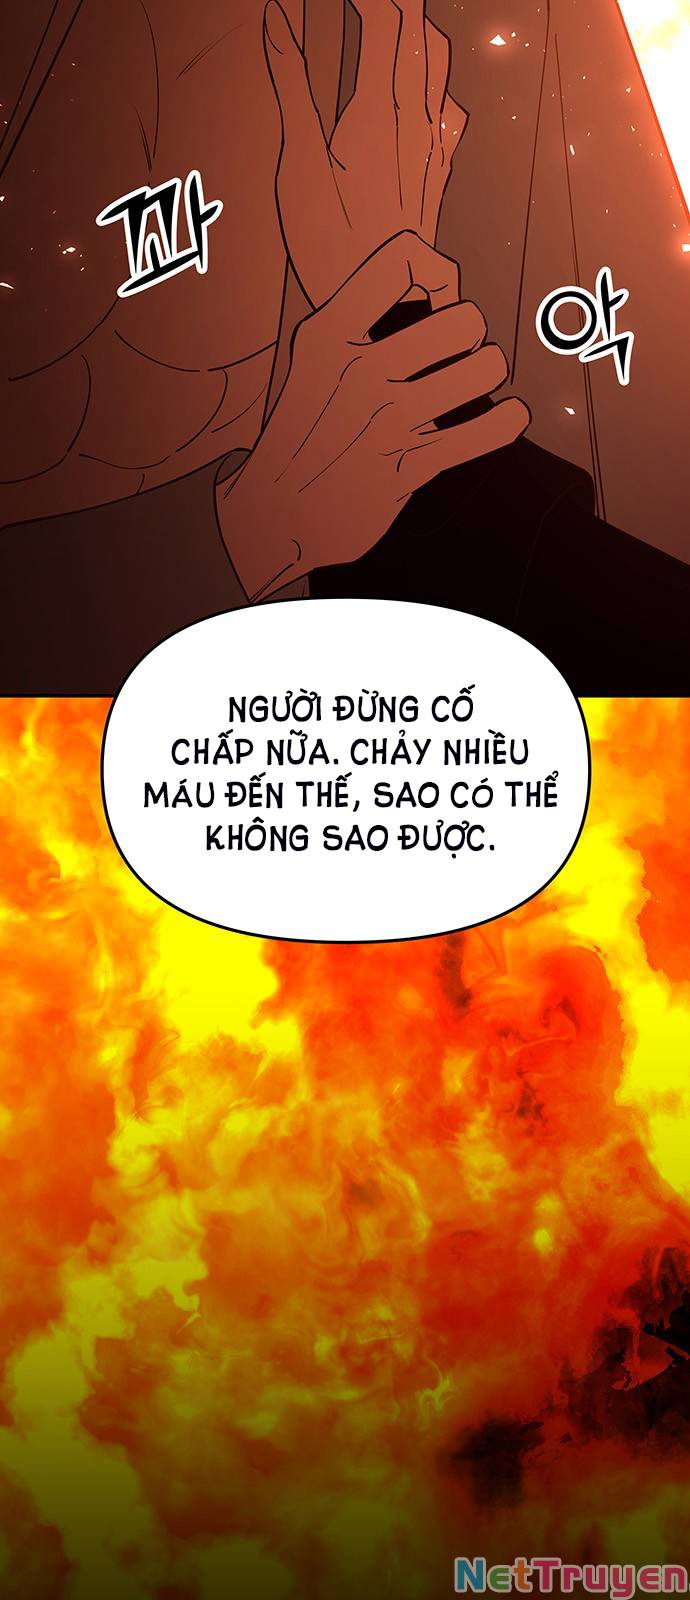 꽈
악
NGƯỜI ĐỪNG CỐ
CHẤP NỮA. CHẢY NHIỀU
MÁU ĐẾN THẾ, SAO CÓ THỂ
KHÔNG SAO ĐƯỢC.
NetTruyen